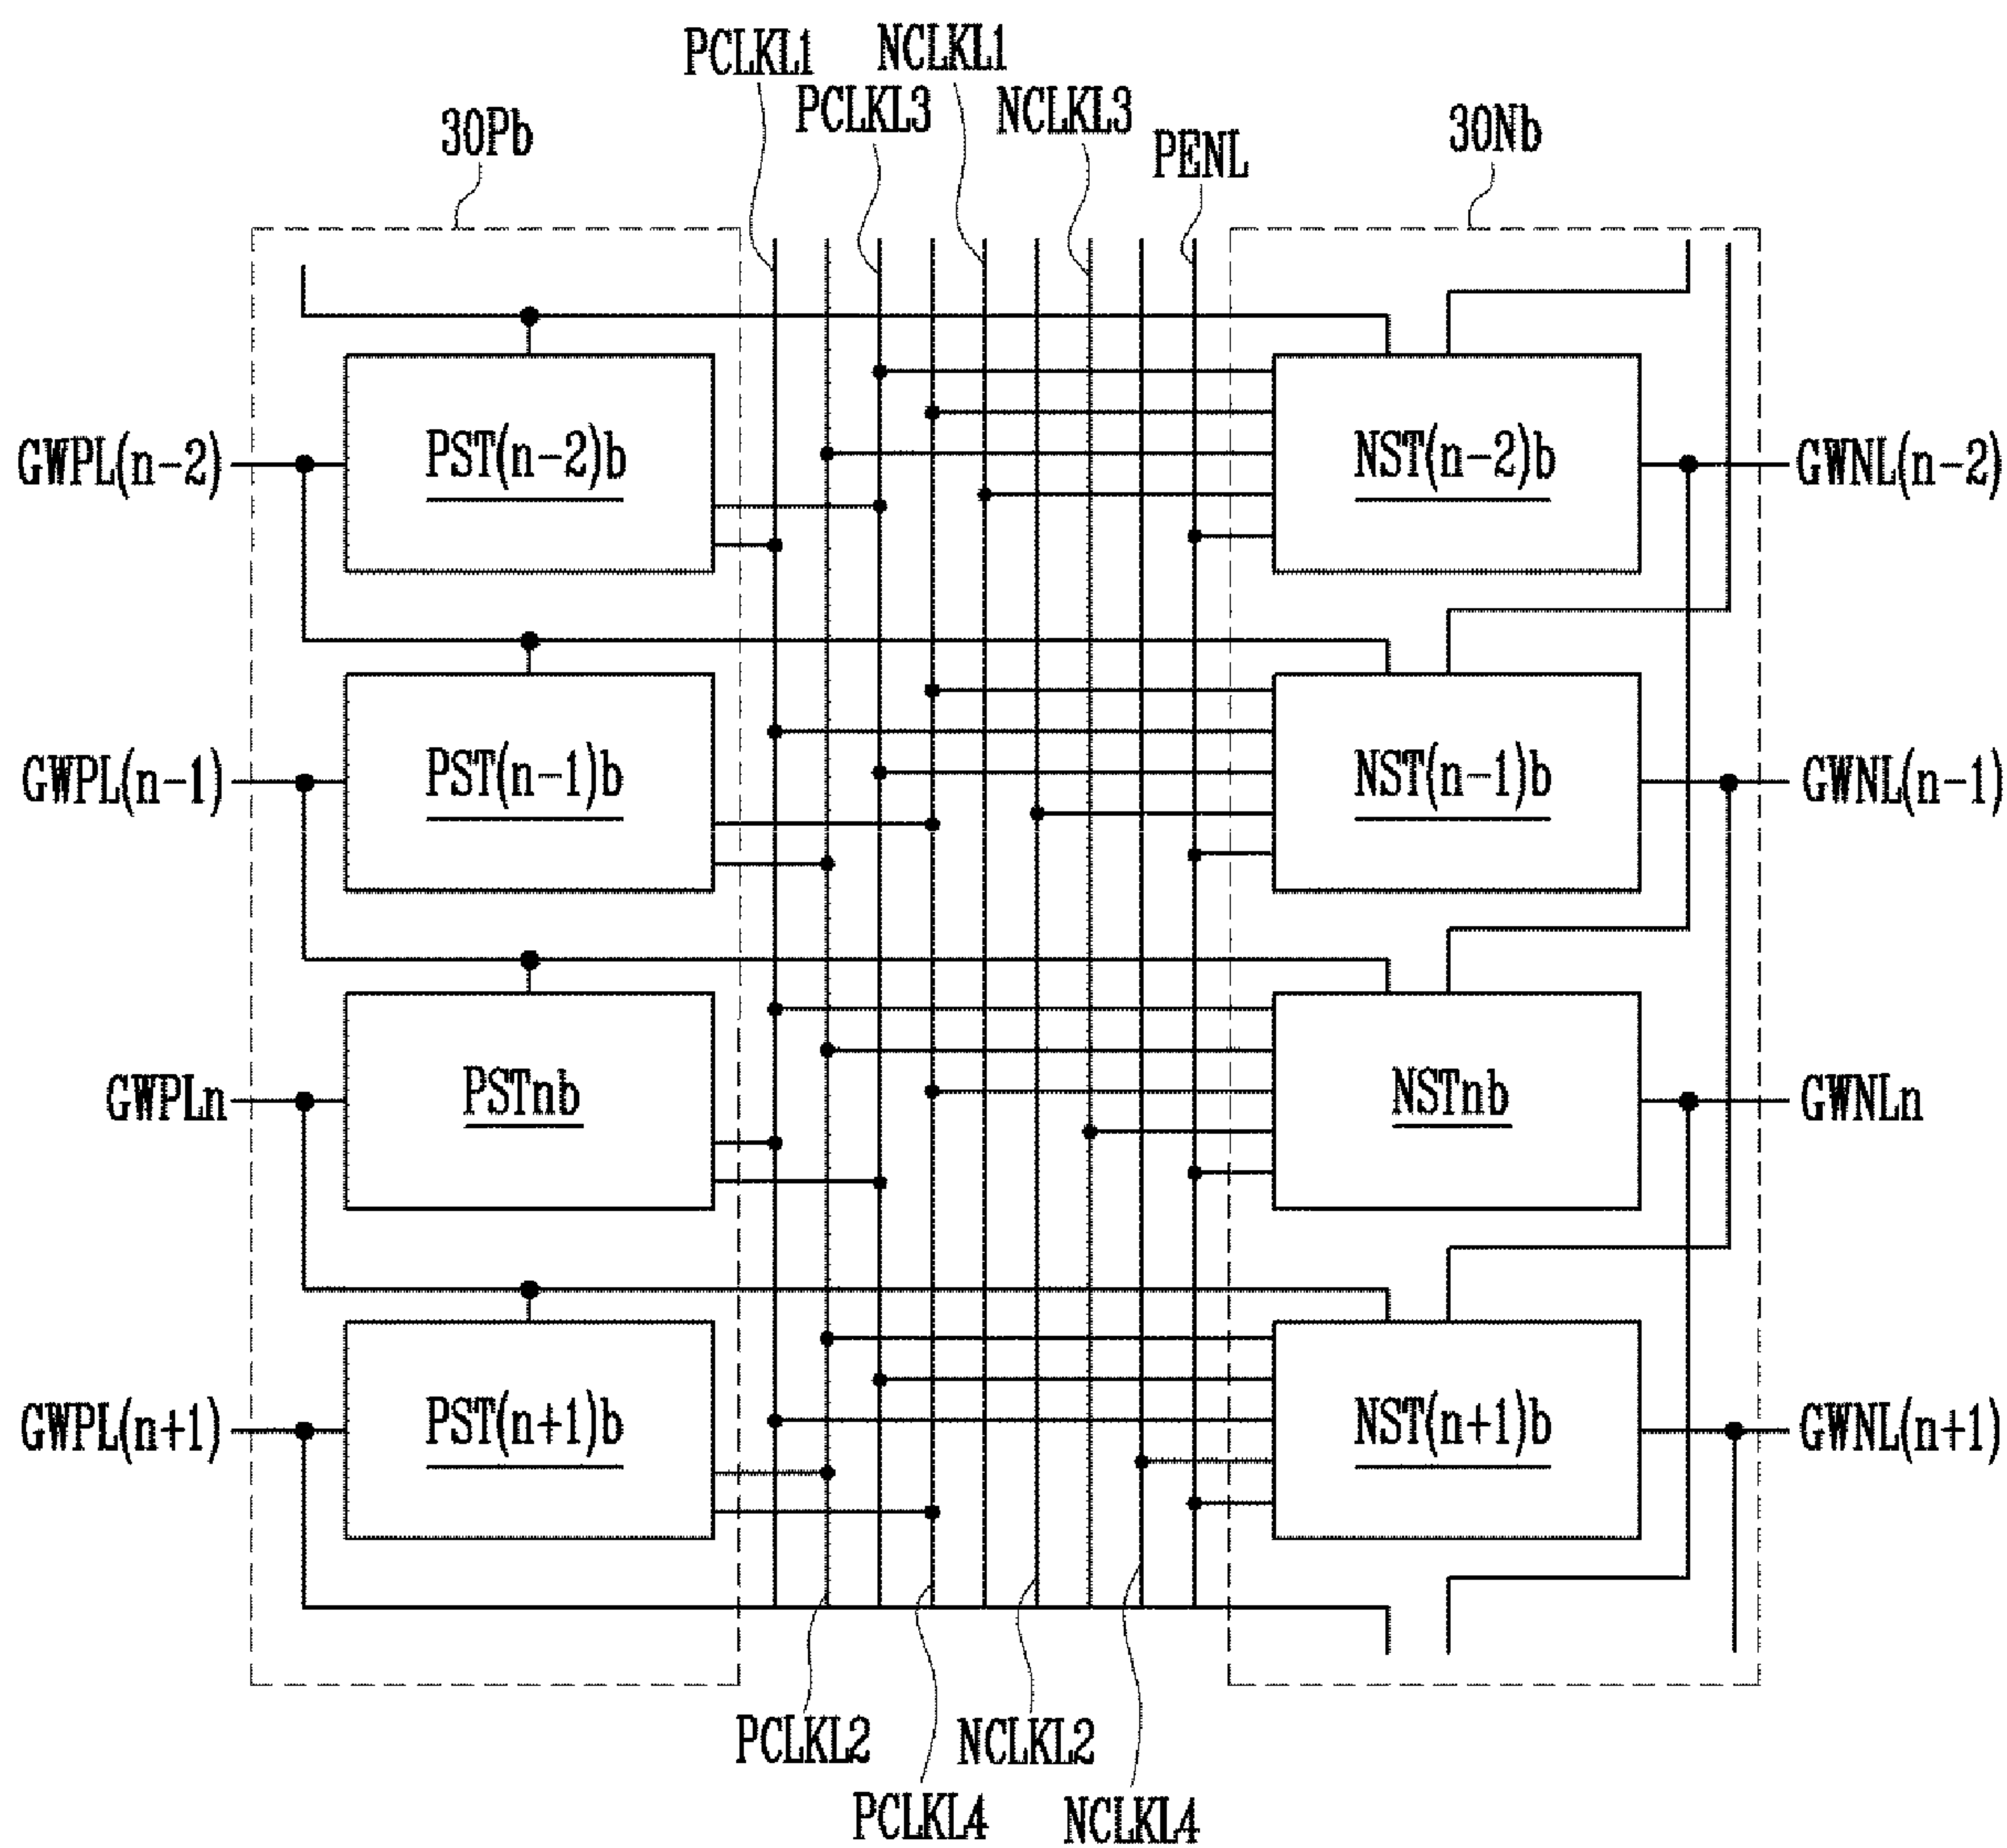 NCLKL1
PCLKL1
PCLKL3
NCLKL3
30Pb
30Nb
PENL
GWPL(n-2)
PST(n-2)b
NST(n-2)b
GWNL(n-2)
GWPL(n-1)
PST(n-1)b
NST(n-1)b
GWNL(n-1)
GWPLn
PSTnb
NSTnb
GWNLn
GWPL(n+1)
PST(n+1)b
NST(n+1)b
GWNL(n+1)
PCLKL2
NCLKL2
PCLKL4
NCLKL4